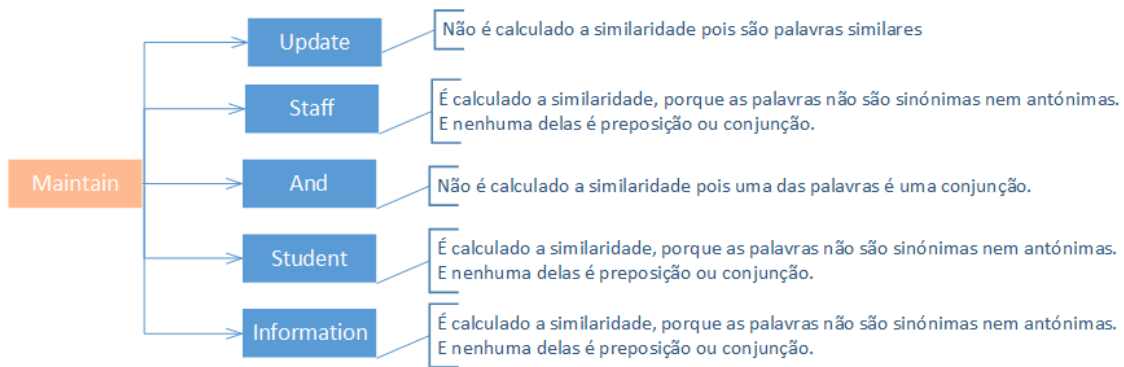 Update
Não é calculado a similaridade pois são palavras similares
Staff
É calculado a similaridade, porque as palavras não são sinónimas nem antónimas.
E nenhuma delas é preposição ou conjunção.
Maintain
And
Não é calculado a similaridade pois uma das palavras é uma conjunção.
Student
É calculado a similaridade, porque as palavras não são sinónimas nem antónimas.
E nenhuma delas é preposição ou conjunção.
Information
É calculado a similaridade, porque as palavras não são sinónimas nem antónimas.
E nenhuma delas é preposição ou conjunção.